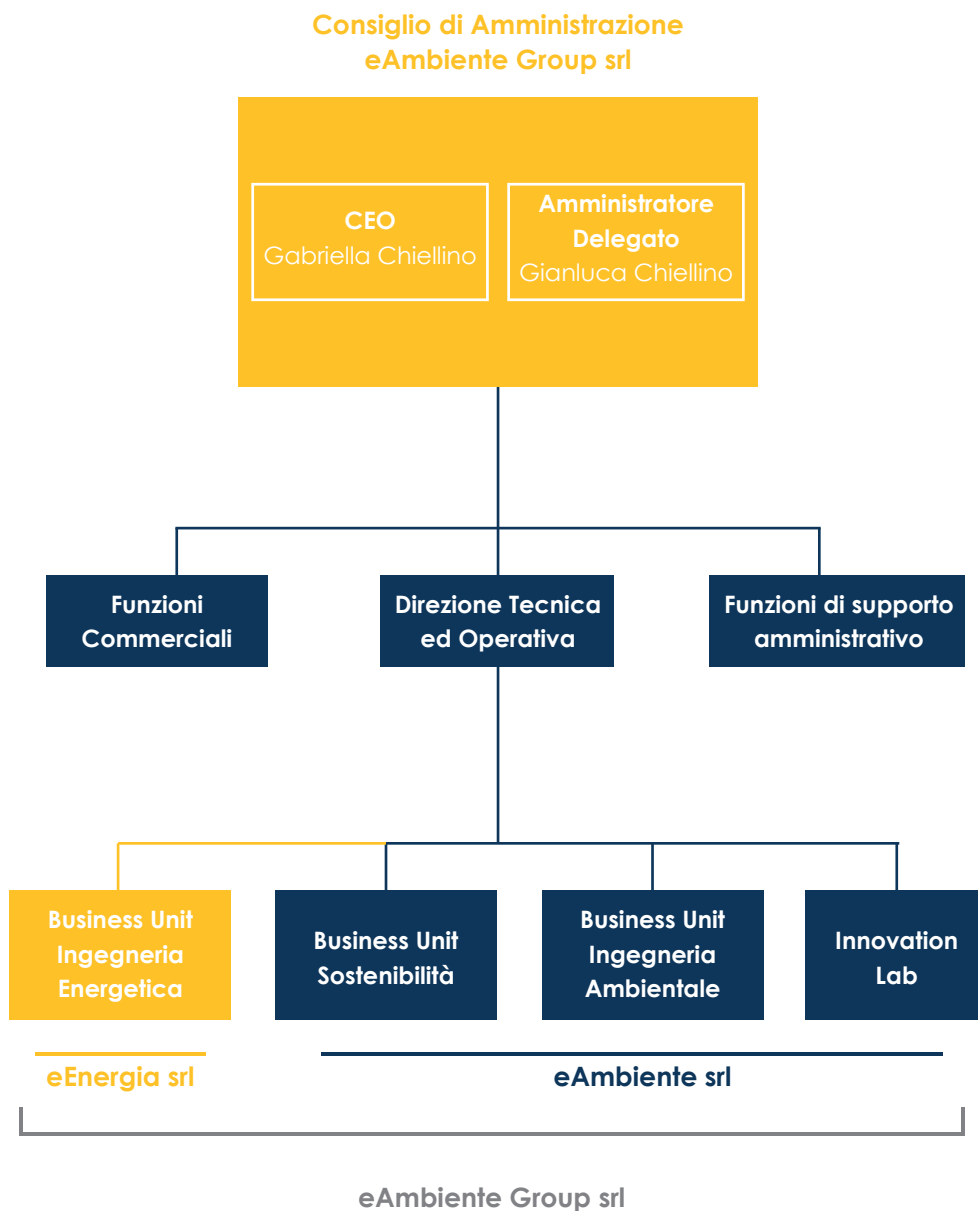 Consiglio di Amministrazione
eAmbiente Group srl
CEO
Gabriella Chiellino
Amministratore
Delegato
Gianluca Chiellino
Funzioni
Commerciali
Direzione Tecnica
ed Operativa
Funzioni di supporto
amministrativo
Business Unit
Ingegneria
Energetica
Business Unit
Sostenibilità
Business Unit
Ingegneria
Ambientale
Innovation
Lab
eEnergia srl
eAmbiente srl
eAmbiente Group srl